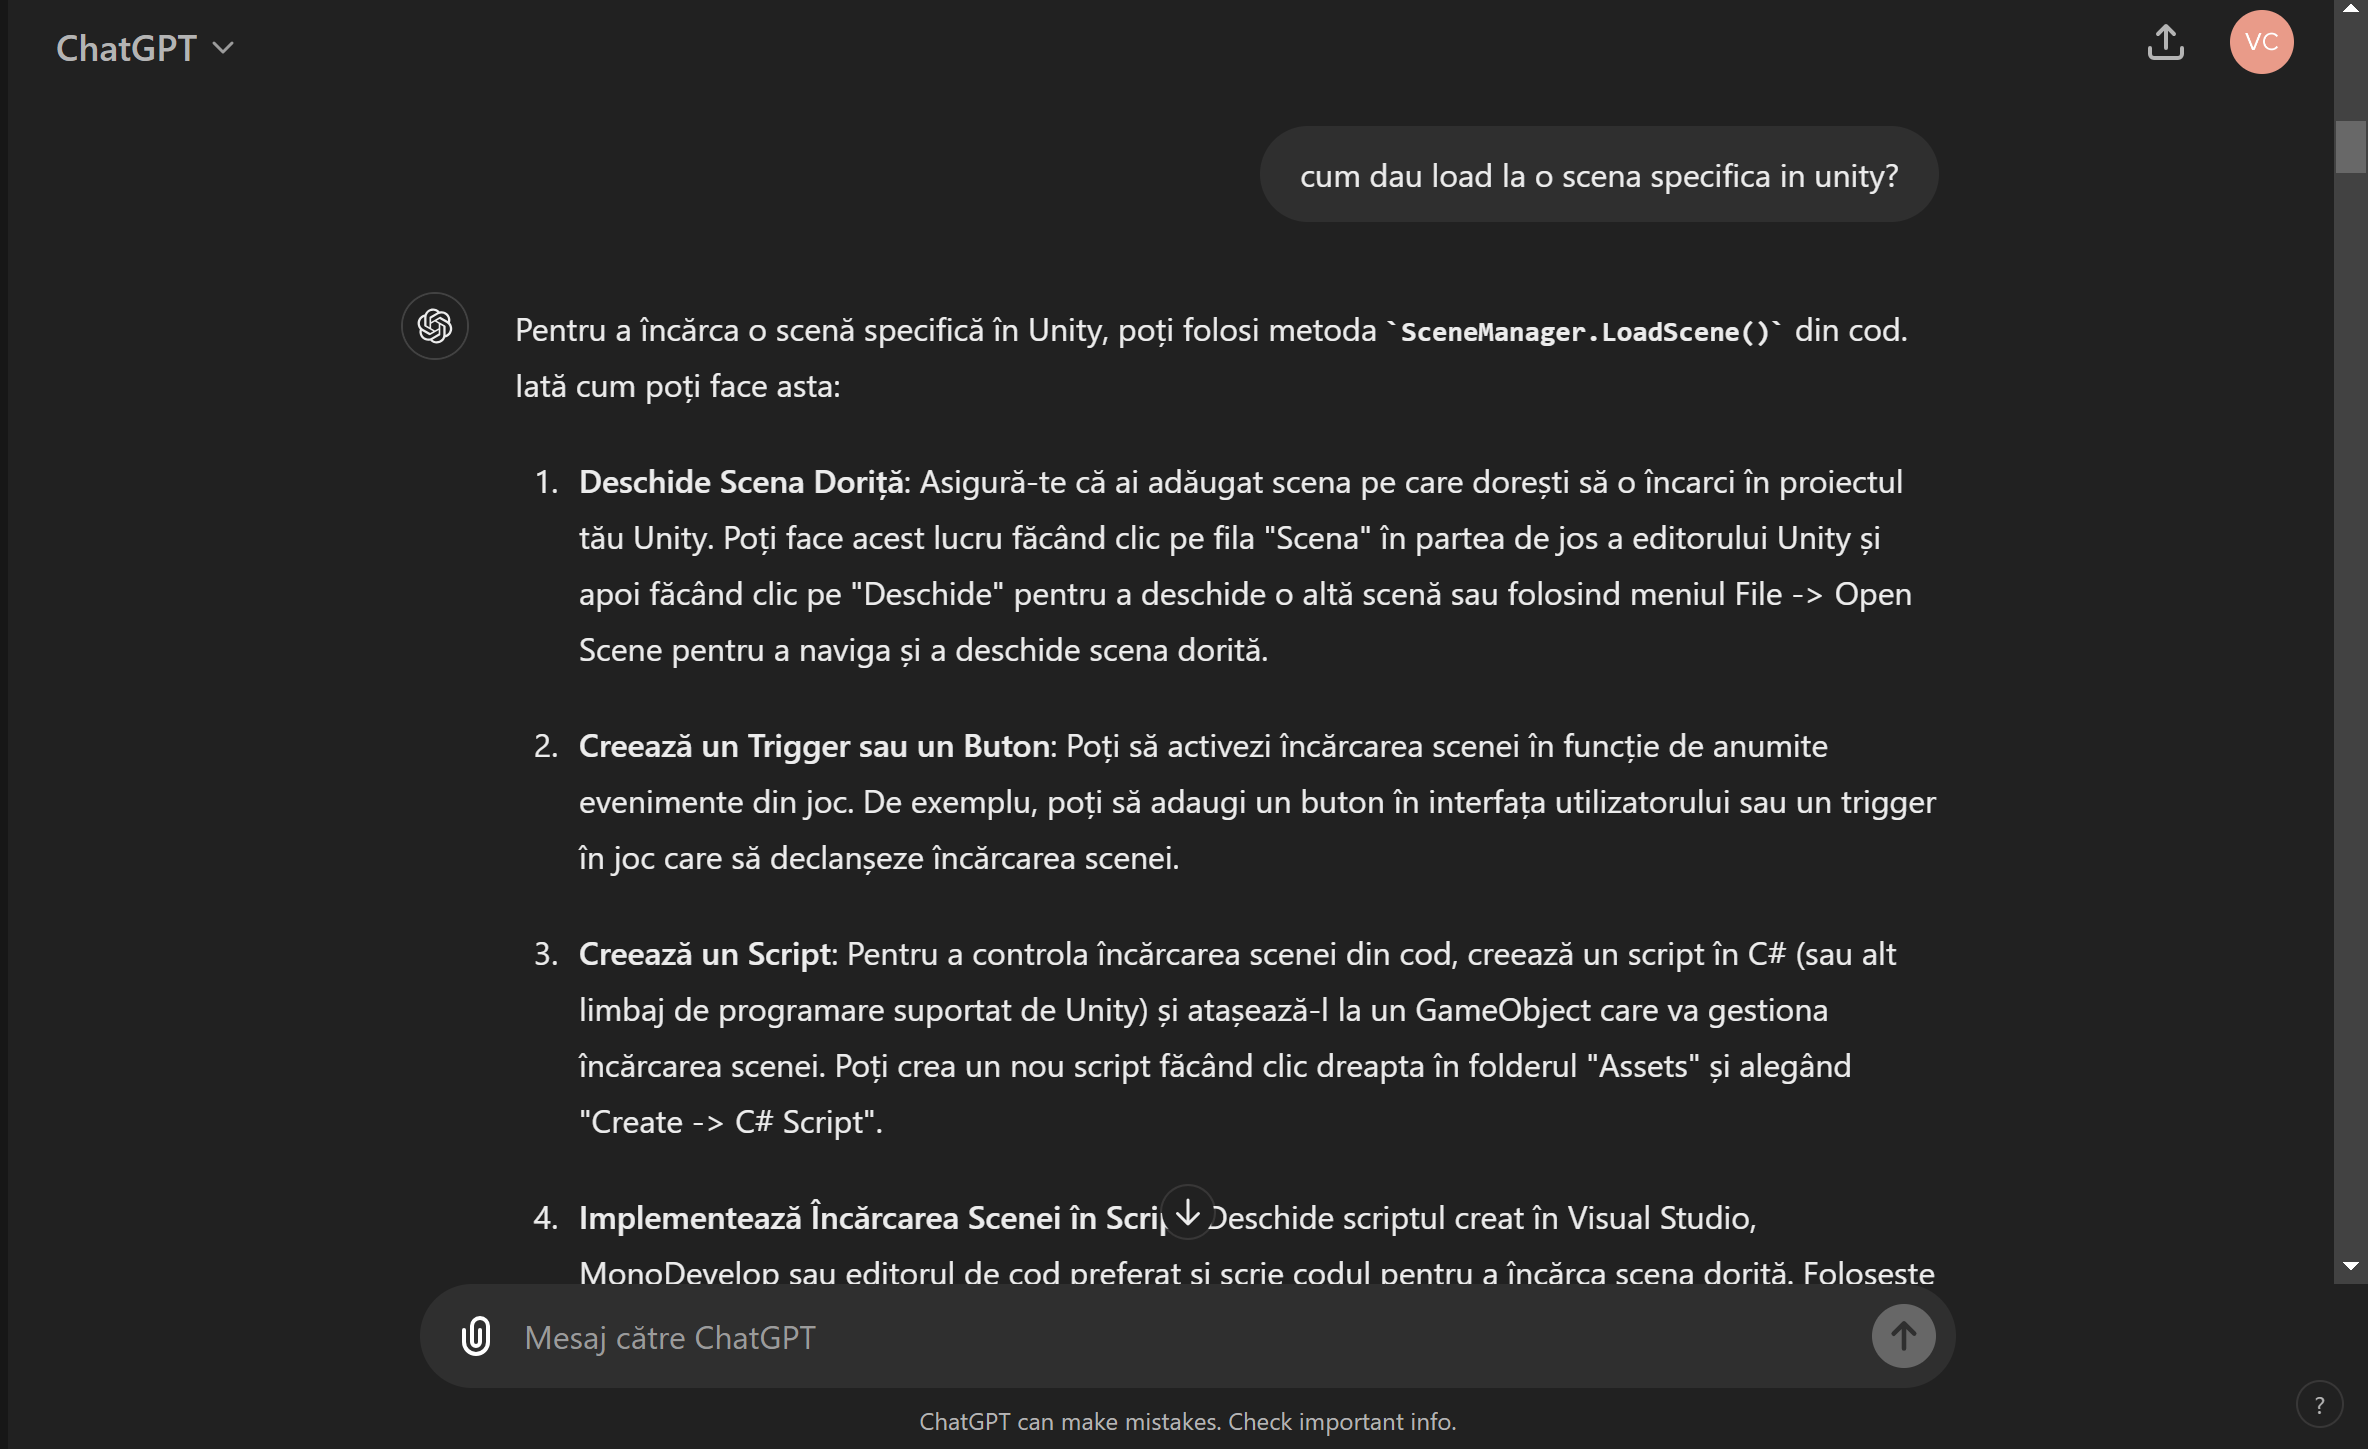 ChatGPT
VC
cum dau load la o scena specifica in unity?
Pentru a încărca o scenă specifică în Unity, poți folosi metoda `SceneManager.LoadScene()` din cod.
Iată cum poți face asta:
1. Deschide Scena Doriță: Asigură-te că ai adăugat scena pe care dorești să o încarci în proiectul
tău Unity. Poți face acest lucru făcând clic pe fila "Scena" în partea de jos a editorului Unity și
apoi făcând clic pe "Deschide" pentru a deschide o altă scenă sau folosind meniul File -> Open
Scene pentru a naviga și a deschide scena dorită.
2. Creează un Trigger sau un Buton: Poți să activezi încărcarea scenei în funcție de anumite
evenimente din joc. De exemplu, poți să adaugi un buton în interfața utilizatorului sau un trigger
în joc care să declanșeze încărcarea scenei.
3. Creează un Script: Pentru a controla încărcarea scenei din cod, creează un script în C# (sau alt
limbaj de programare suportat de Unity) și atașează-l la un GameObject care va gestiona
încărcarea scenei. Poți crea un nou script făcând clic dreapta în folderul "Assets" și alegând
"Create -> C# Script".
4. Implementează Încărcarea Scenei în Scrip Deschide scriptul creat în Visual Studio,
MonoDevelop sau editorul de cod preferat și scrie codul pentru a încărca scena dorită. Folosește
Mesaj către ChatGPT
ChatGPT can make mistakes. Check important info.
?